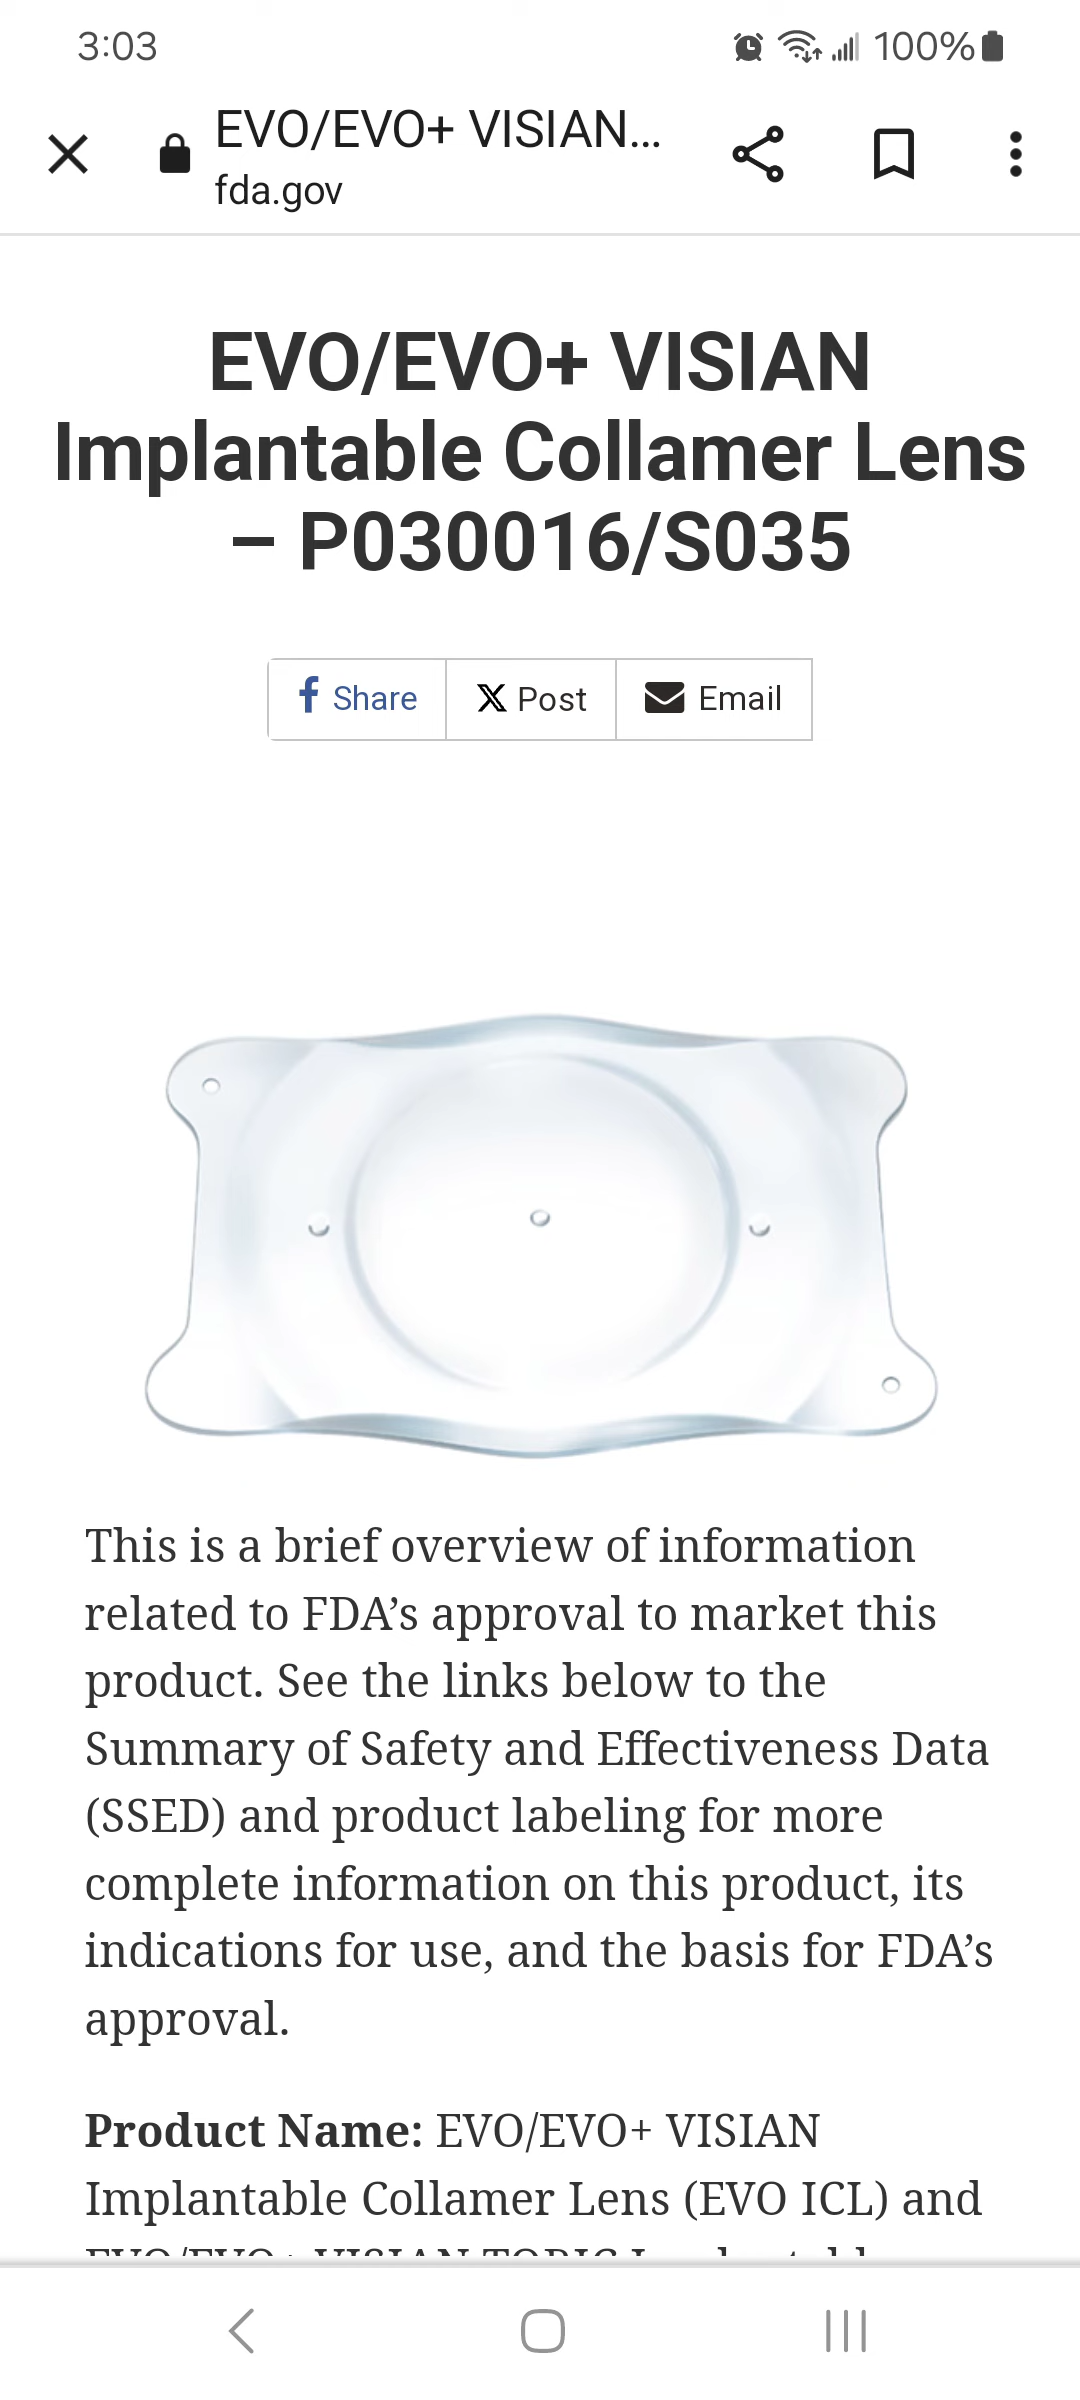 3:03
100%
EVO/EVO+ VISIAN...
fda.gov
EVO/EVO+ VISIAN
Implantable Collamer Lens
– P030016/S035
Share
Post
Email
This is a brief overview of information
related to FDA’s approval to market this
product. See the links below to the
Summary of Safety and Effectiveness Data
(SSED) and product labeling for more
complete information on this product, its
indications for use, and the basis for FDA’s
approval.
Product Name: EVO/EVO+ VISIAN
Implantable Collamer Lens (EVO ICL) and